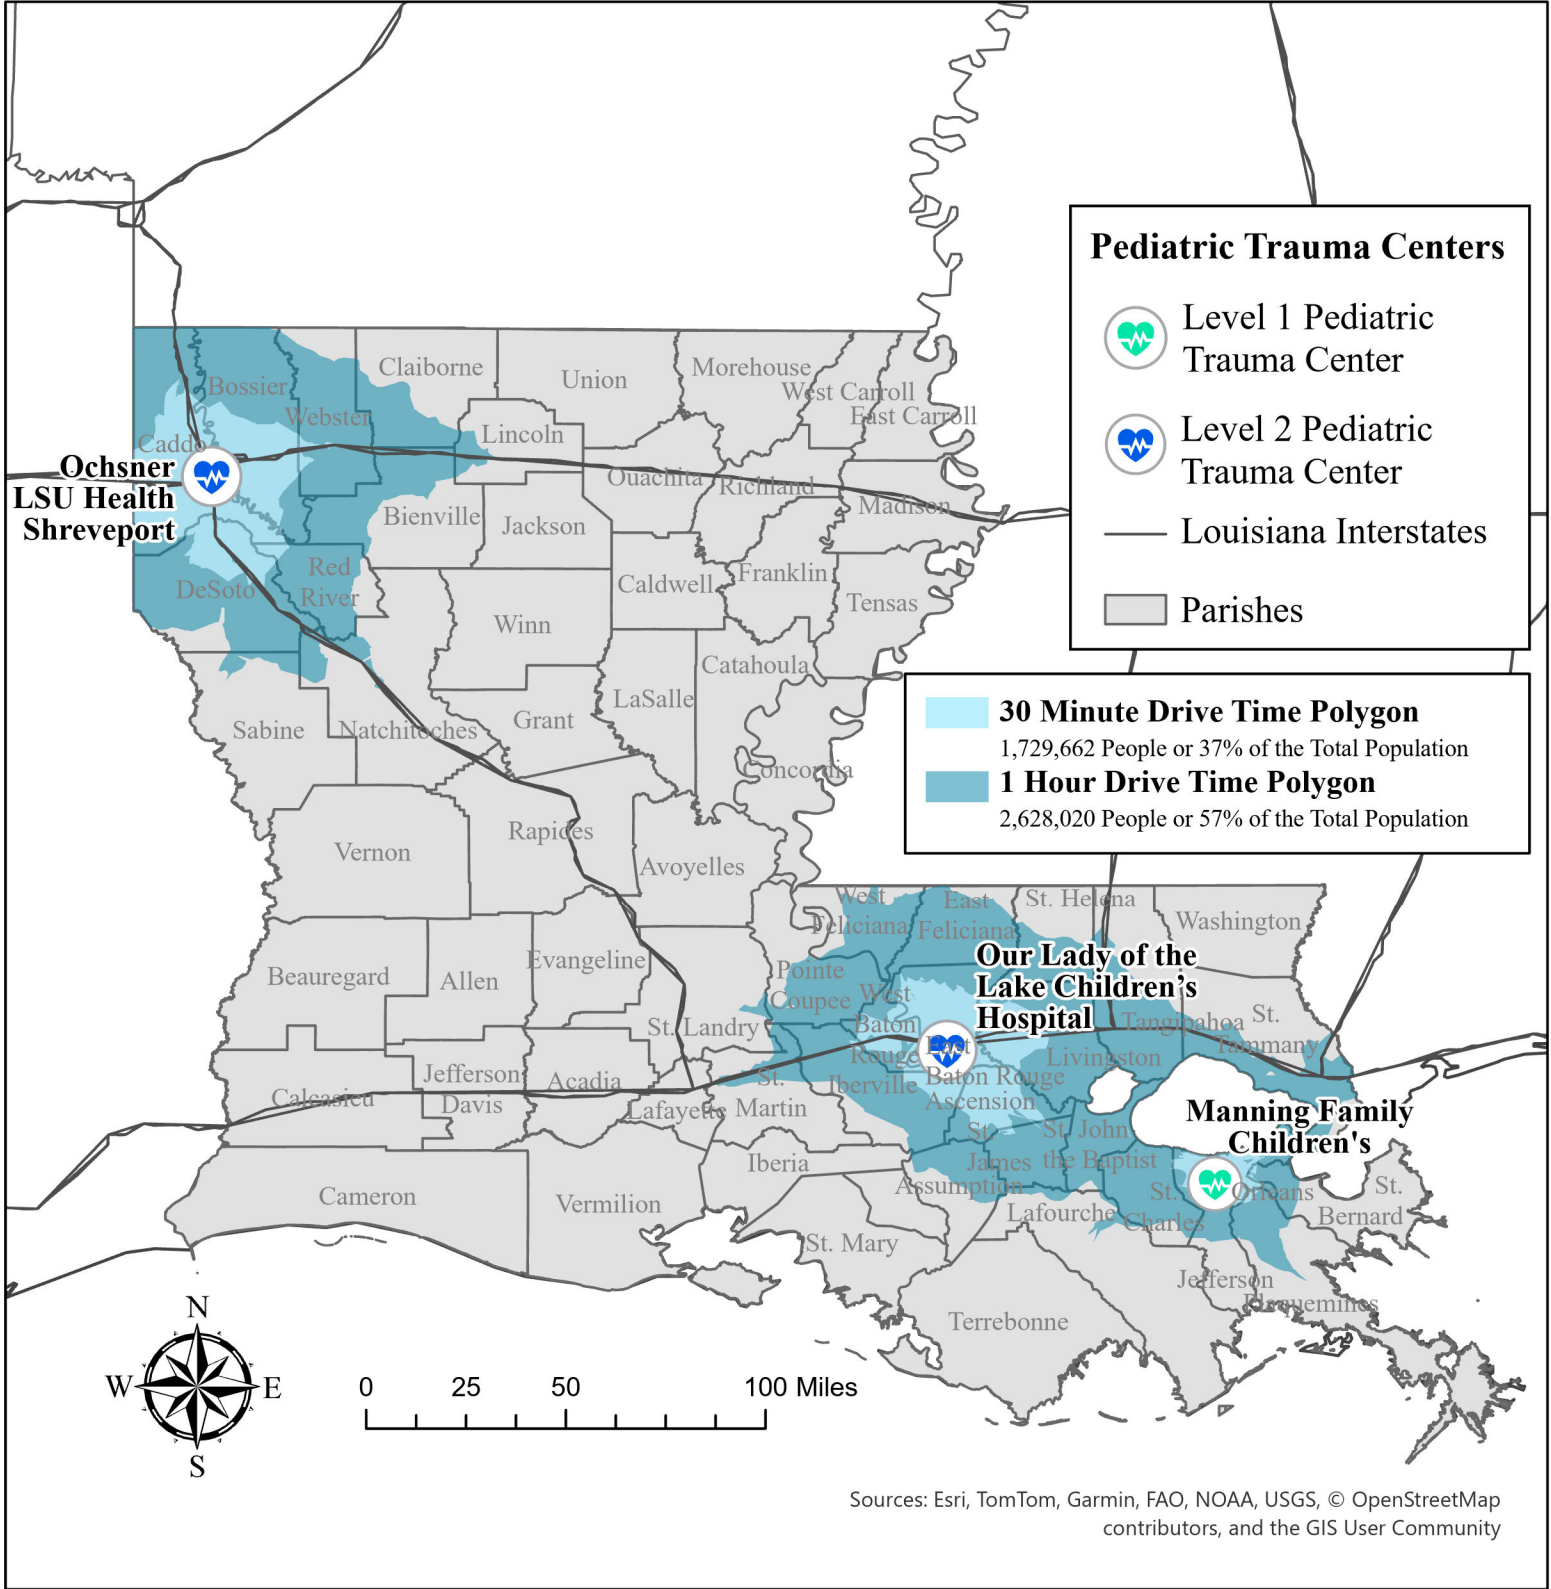 Pediatric Trauma Centers
Level 1 Pediatric
Trauma Center
Level 2 Pediatric
Trauma Center
Louisiana Interstates
Parishes
30 Minute Drive Time Polygon
1,729,662 People or 37% of the Total Population
1 Hour Drive Time Polygon
2,628,020 People or 57% of the Total Population
Bossier
Webster
Claiborne
Union
Morehouse
West Carroll
East Carroll
Caddo
Lincoln
Ochsner
LSU Health
Shreveport
Ouachita
Richland
Madison
Bienville
Jackson
Red
River
DeSoto
Caldwell
Franklin
Tensas
Winn
Catahoula
LaSalle
Sabine
Natchitoches
Grant
Concordia
Rapides
Vernon
Avoyelles
West
Feliciana
East
Feliciana
St. Helena
Washington
Beauregard
Allen
Evangeline
Pointe
Coupee
Our Lady of the
Lake Children's
Hospital
West
Baton
Rouge
St. Landry
East
Baton Rouge
Tangipahoa
St.
Tammany
Livingston
Calcasieu
Jefferson
Davis
Acadia
Lafayette
St.
Martin
Iberville
Ascension
Manning Family
Children's
St.
James
St. John
the Baptist
Iberia
Assumption
Cameron
Vermilion
St. Mary
Lafourche
St.
Charles
Orleans
St.
Bernard
Jefferson
Plaquemines
Terrebonne
N
W
E
S
0 25 50 100 Miles
Sources: Esri, TomTom, Garmin, FAO, NOAA, USGS, © OpenStreetMap
contributors, and the GIS User Community